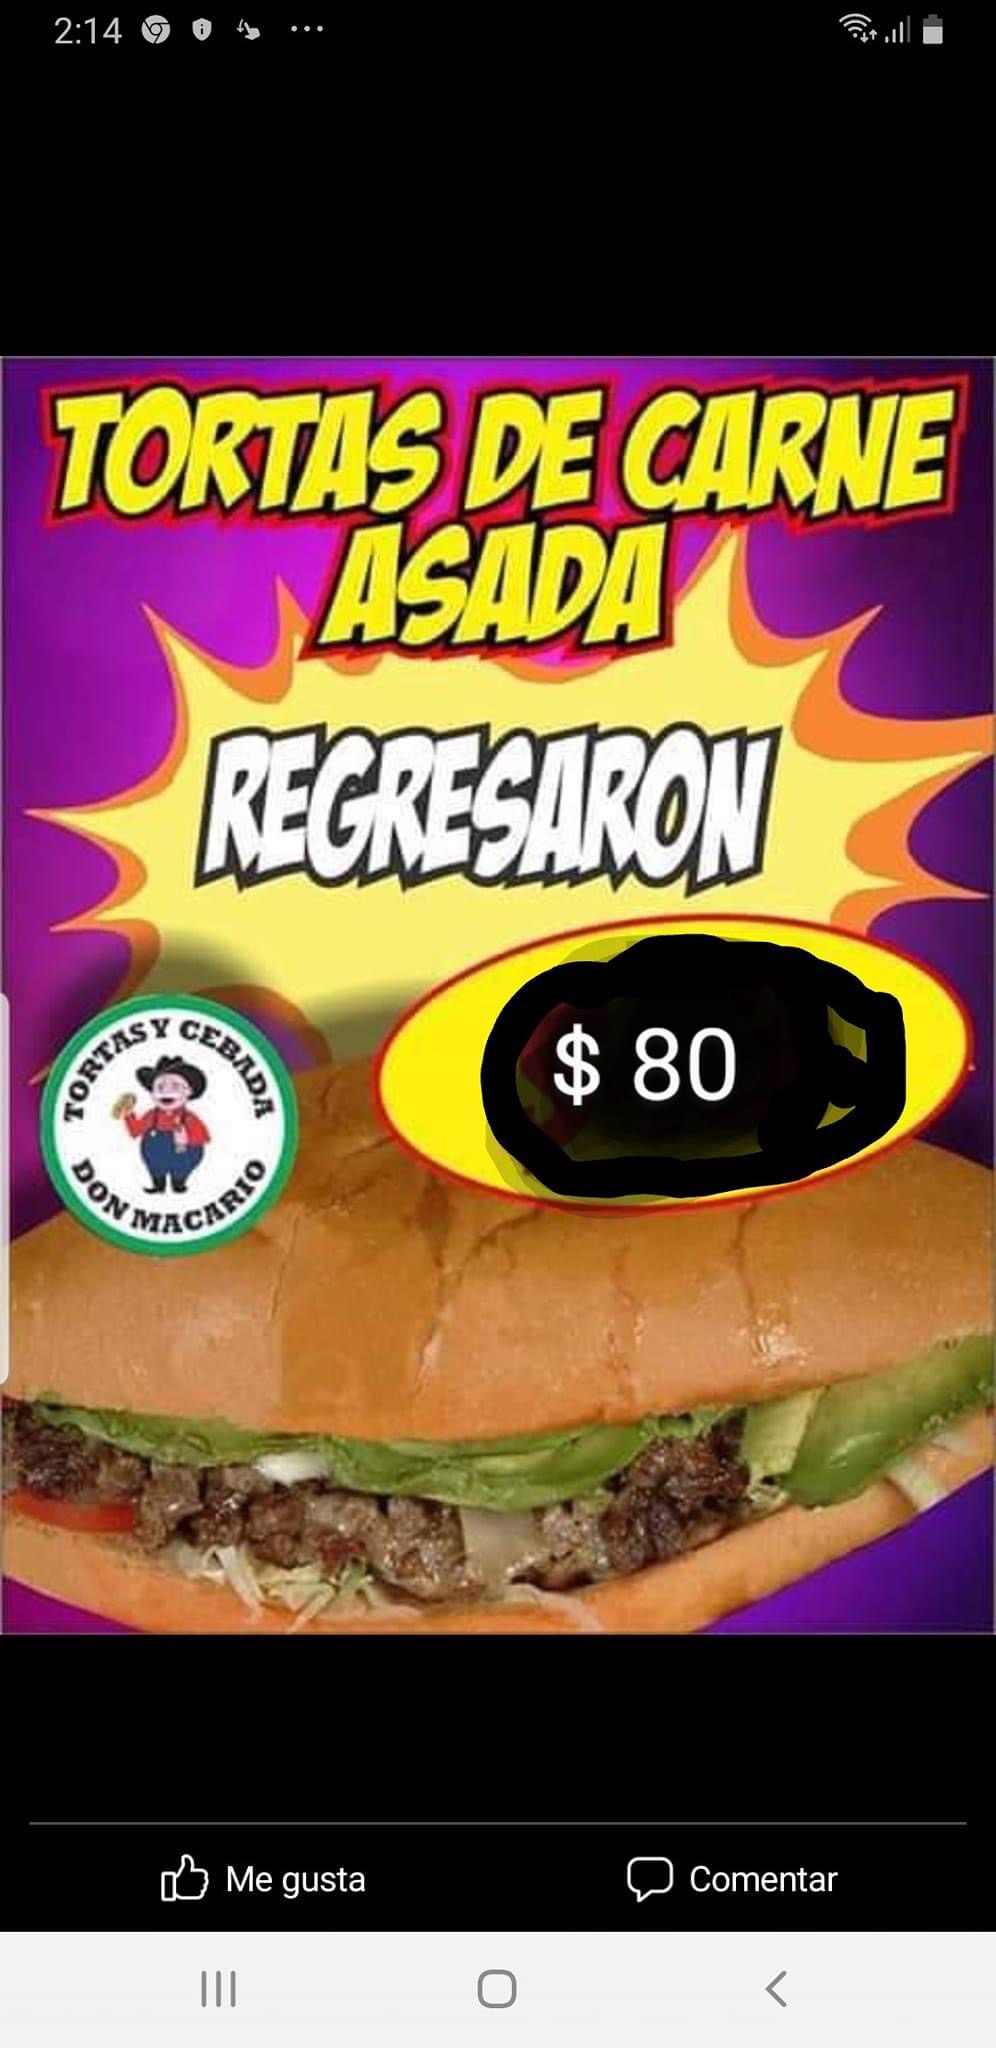 2:14
TORTAS DE CARNE
ASADA
REGRESARON
$ 80
TORTAS Y CEBADA
DON MACARIO
Me gusta
Comentar